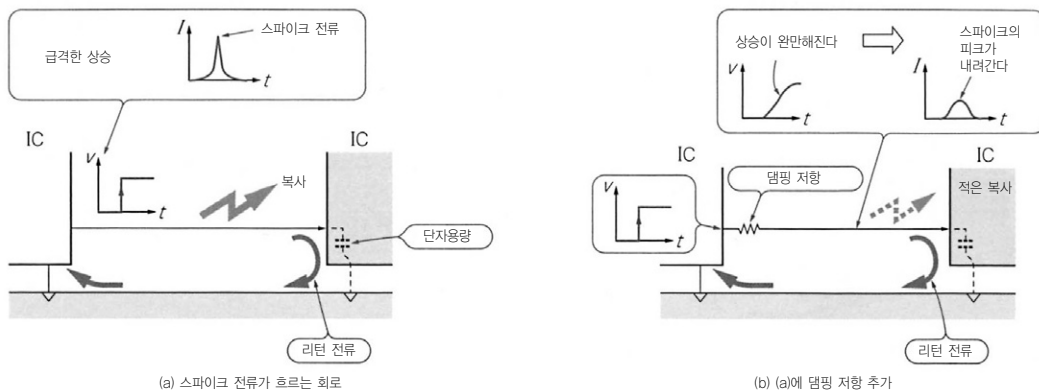 급격한 상승
I
스파이크 전류
t
IC
IC
v
t
복사
단자용량
리턴 전류
(a) 스파이크 전류가 흐르는 회로
상승이 완만해진다
v
t
스파이크의
피크가
내려간다
I
t
IC
IC
v
t
댐핑 저항
적은 복사
리턴 전류
(b) (a)에 댐핑 저항 추가